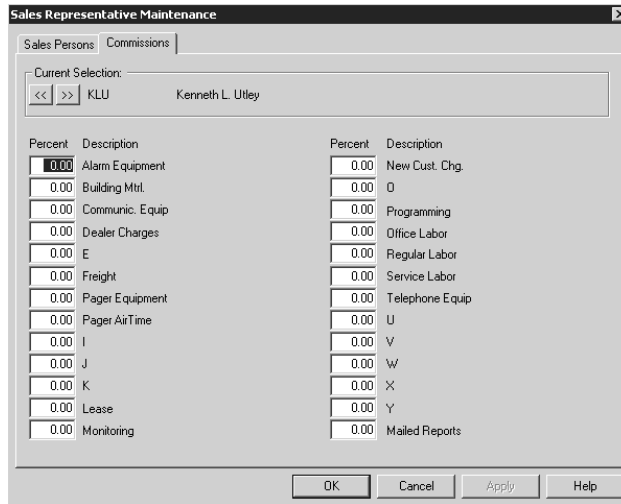 Sales Representative Maintenance
Sales Persons Commissions
Current Selection:
<< >> KLU Kenneth L. Utley
Percent Description Percent Description
0.00 Alarm Equipment 0.00 New Cust. Chg.
0.00 Building Mtrl. 0.00 O
0.00 Communic. Equip 0.00 Programming
0.00 Dealer Charges 0.00 Office Labor
0.00 E 0.00 Regular Labor
0.00 Freight 0.00 Service Labor
0.00 Pager Equipment 0.00 Telephone Equip
0.00 Pager AirTime 0.00 U
0.00 I 0.00 V
0.00 J 0.00 W
0.00 K 0.00 X
0.00 Lease 0.00 Y
0.00 Monitoring 0.00 Mailed Reports
OK Cancel Apply Help